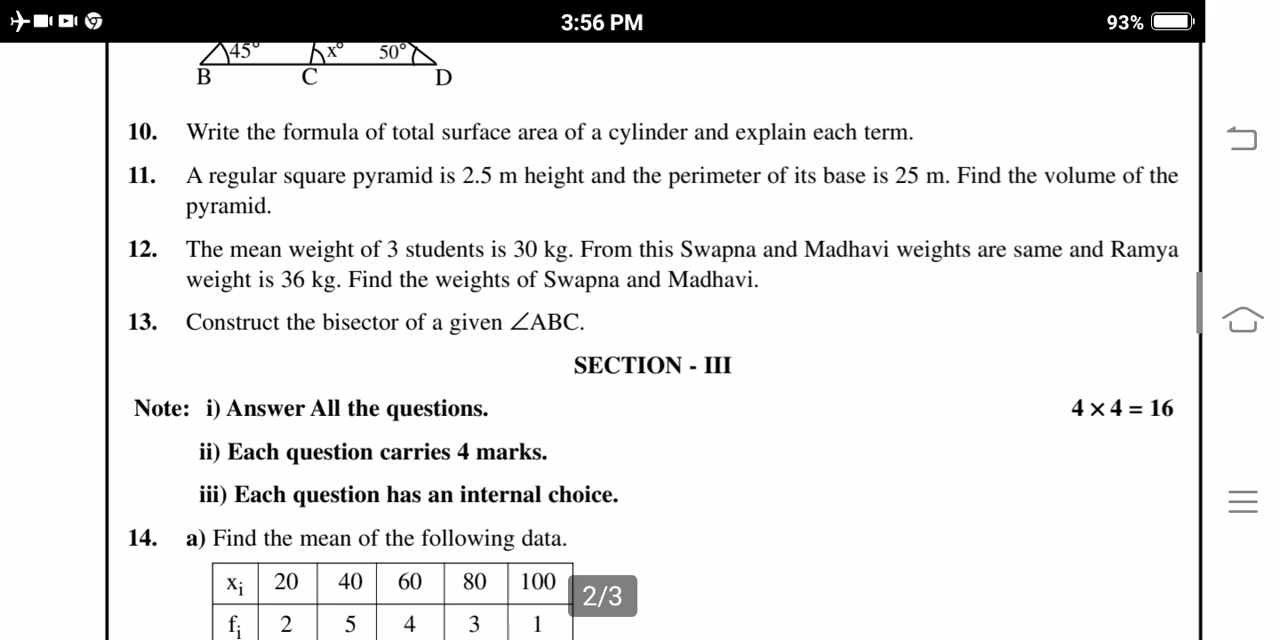 3:56 PM 93%
45° x° 50°
B C D
10. Write the formula of total surface area of a cylinder and explain each term.
11. A regular square pyramid is 2.5 m height and the perimeter of its base is 25 m. Find the volume of the
pyramid.
12. The mean weight of 3 students is 30 kg. From this Swapna and Madhavi weights are same and Ramya
weight is 36 kg. Find the weights of Swapna and Madhavi.
13. Construct the bisector of a given ∠ABC.
SECTION - III
Note: i) Answer All the questions. 4 × 4 = 16
ii) Each question carries 4 marks.
iii) Each question has an internal choice.
14. a) Find the mean of the following data.
xi 20 40 60 80 100
2/3
fi 2 5 4 3 1